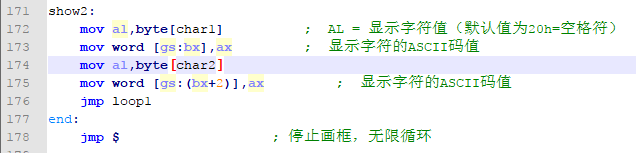 171 show2:
172 mov al,byte[char1] ; AL = 显示字符值（默认值为20h=空格符）
173 mov word [gs:bx],ax ; 显示字符的ASCII码值
174 mov al,byte[char2]
175 mov word [gs:(bx+2)],ax ; 显示字符的ASCII码值
176 jmp loop1
177 end:
178 jmp $ ; 停止画框，无限循环